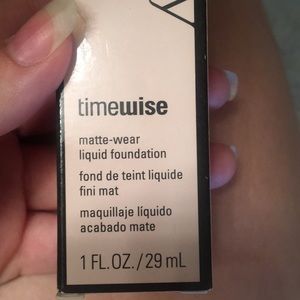 timewise
matte-wear
liquid foundation
fond de teint liquide
fini mat
maquillaje líquido
acabado mate
1 FL.OZ./29 mL